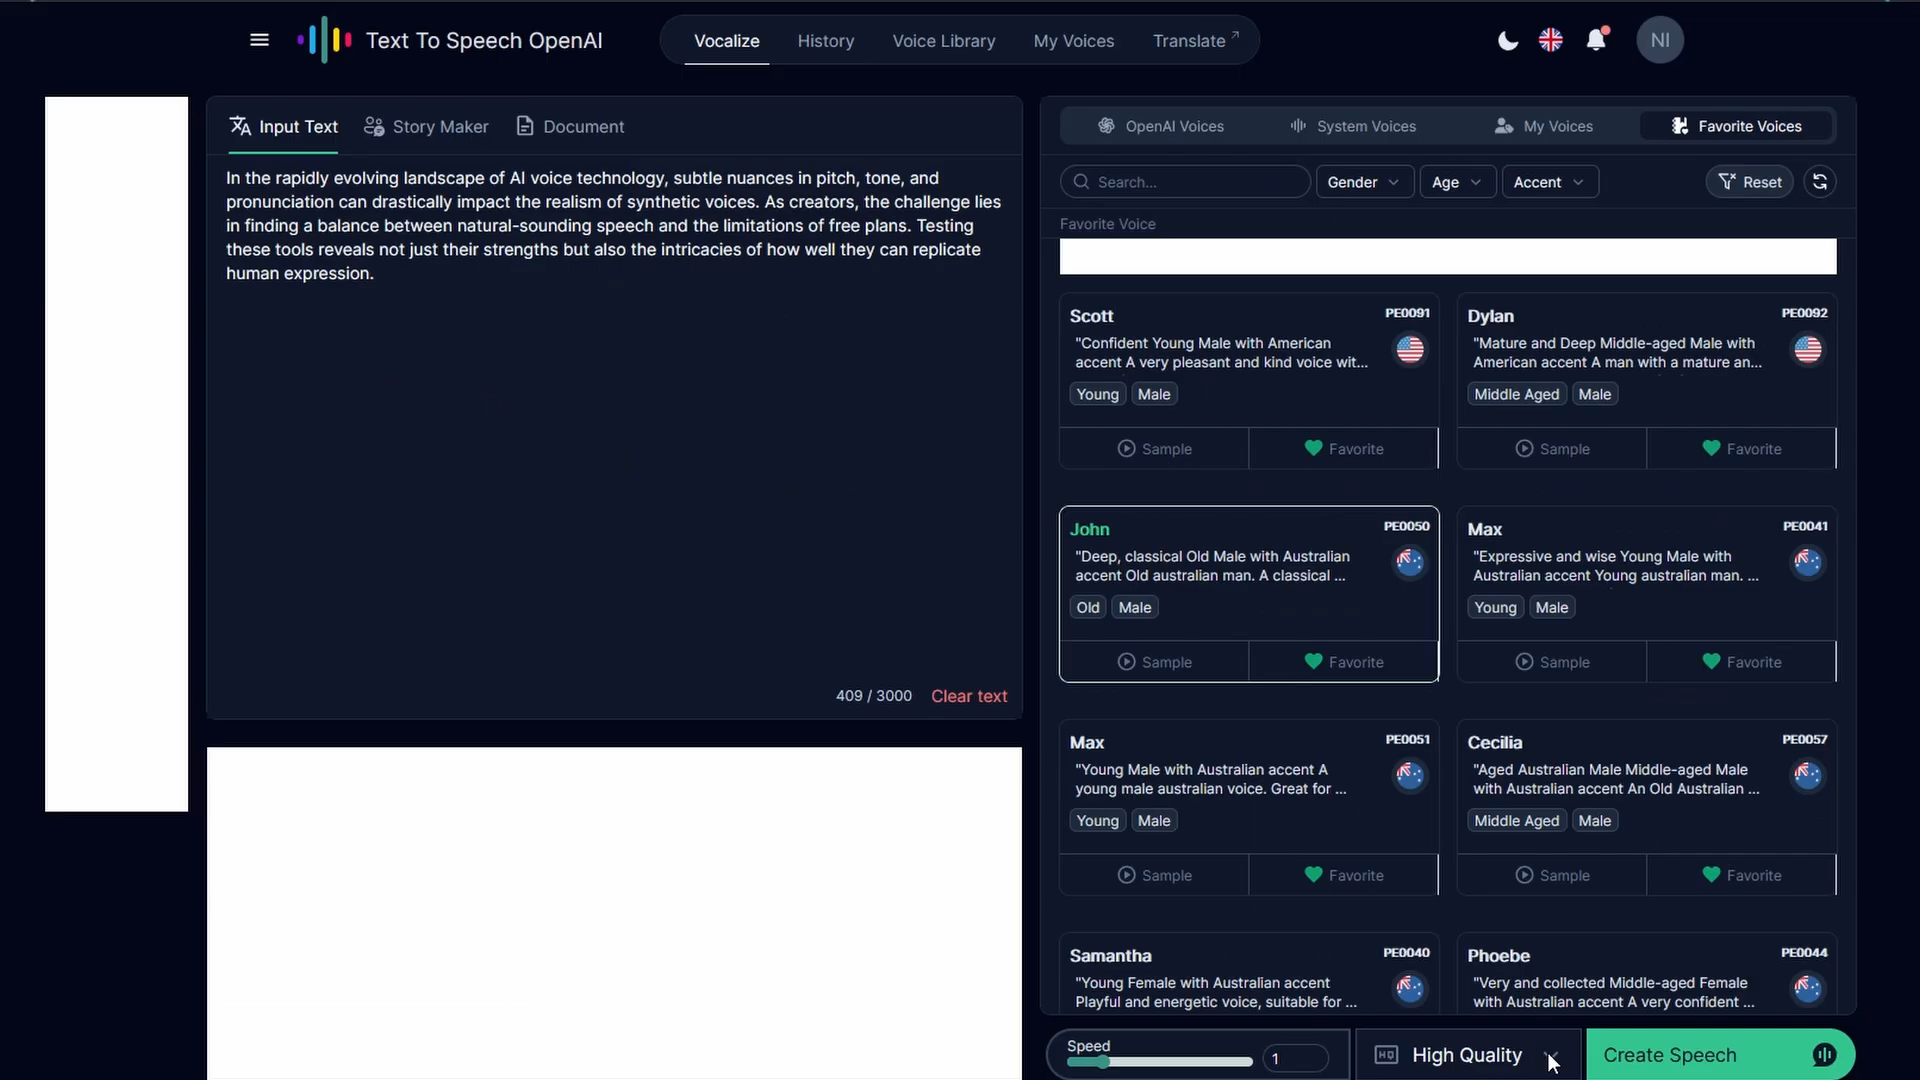 Text To Speech OpenAI
Vocalize
History
Voice Library
My Voices
Translate
NI
Input Text
Story Maker
Document
In the rapidly evolving landscape of AI voice technology, subtle nuances in pitch, tone, and
pronunciation can drastically impact the realism of synthetic voices. As creators, the challenge lies
in finding a balance between natural-sounding speech and the limitations of free plans. Testing
these tools reveals not just their strengths but also the intricacies of how well they can replicate
human expression.
409 / 3000
Clear text
OpenAI Voices
System Voices
My Voices
Favorite Voices
Search...
Gender
Age
Accent
Reset
Favorite Voice
Scott
PE0091
"Confident Young Male with American
accent A very pleasant and kind voice wit...
Young
Male
Sample
Favorite
Dylan
PE0092
"Mature and Deep Middle-aged Male with
American accent A man with a mature an...
Middle Aged
Male
Sample
Favorite
John
PE0050
"Deep, classical Old Male with Australian
accent Old australian man. A classical ...
Old
Male
Sample
Favorite
Max
PE0041
"Expressive and wise Young Male with
Australian accent Young australian man. ...
Young
Male
Sample
Favorite
Max
PE0051
"Young Male with Australian accent A
young male australian voice. Great for ...
Young
Male
Sample
Favorite
Cecilia
PE0057
"Aged Australian Male Middle-aged Male
with Australian accent An Old Australian ...
Middle Aged
Male
Sample
Favorite
Samantha
PE0040
"Young Female with Australian accent
Playful and energetic voice, suitable for ...
Phoebe
PE0044
"Very and collected Middle-aged Female
with Australian accent A very confident ...
Speed
1
HQ
High Quality
Create Speech